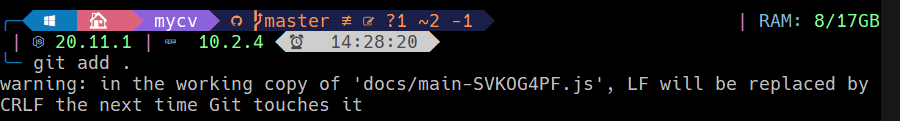 mycv master ≢ ?1 ~2 -1 | RAM: 8/17GB
| 20.11.1 | 10.2.4 14:28:20
git add .
warning: in the working copy of 'docs/main-SVKOG4PF.js', LF will be replaced by
CRLF the next time Git touches it